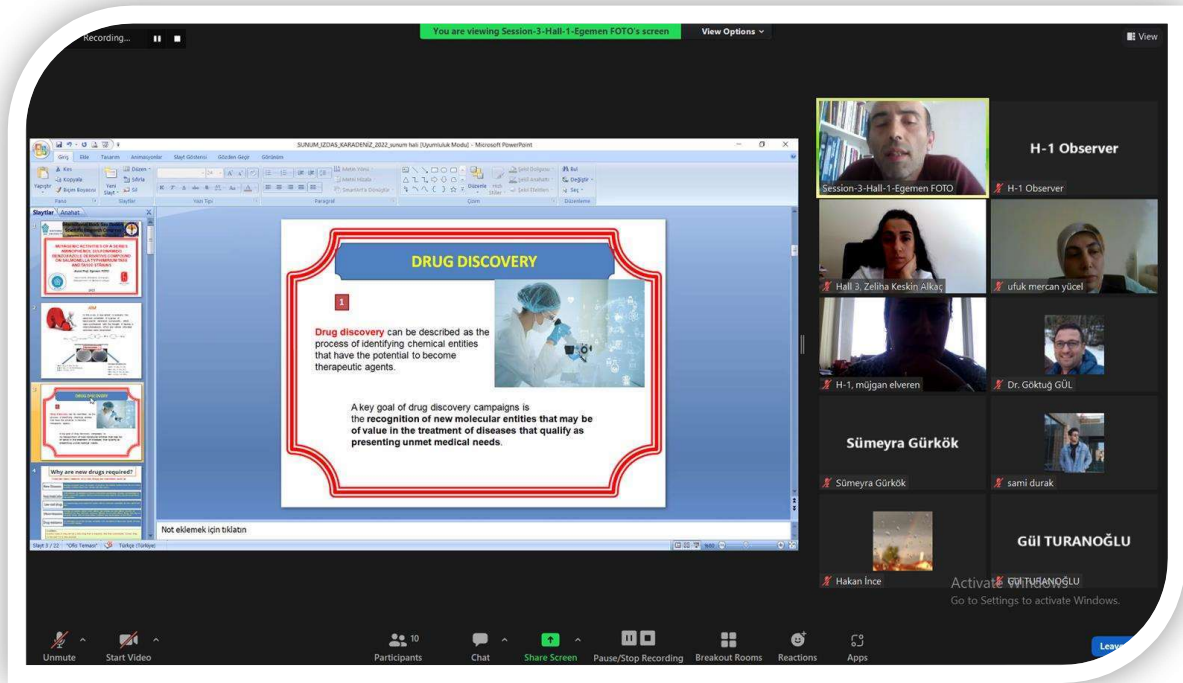 Recording...
You are viewing Session-3-Hall-1-Egemen FOTO's screen
View Options
View
SUNUM_IZDAS_KARADENİZ_2022_sunum hali [Uyumluluk Modu] - Microsoft PowerPoint
Giriş Ekle Tasarım Animasyonlar Slayt Gösterisi Gözden Geçir Görünüm
Yapıştır
Kes
Kopyala
Biçim Boyacısı
Yeni Slayt
Düzen
Sıfırla
Sil
Metin Yönü
Metni Hizala
Düzenle
Bul
Değiştir
Seç
Pano Slaytlar Yazı Tipi Paragraf Çizim Düzenleme
Slaytlar Anahat
Why are new drugs required?
DRUG DISCOVERY
1
Drug discovery can be described as the
process of identifying chemical entities
that have the potential to become
therapeutic agents.
A key goal of drug discovery campaigns is
the recognition of new molecular entities that may be
of value in the treatment of diseases that qualify as
presenting unmet medical needs.
Not eklemek için tıklatın
Slayt 3 / 22 "Ofis Teması" Türkçe (Türkiye)
Session-3-Hall-1-Egemen FOTO
H-1 Observer
H-1 Observer
Hall 3, Zeliha Keskin Alkaç
ufuk mercan yücel
H-1, müjgan elveren
Dr. Göktuğ GÜL
Sümeyra Gürkök
Sümeyra Gürkök
sami durak
Gül TURANOĞLU
Hakan İnce
Gül TURANOĞLU
Activate Windows
Go to Settings to activate Windows.
Unmute
Start Video
10
Participants
Chat
Share Screen
Pause/Stop Recording
Breakout Rooms
Reactions
Apps